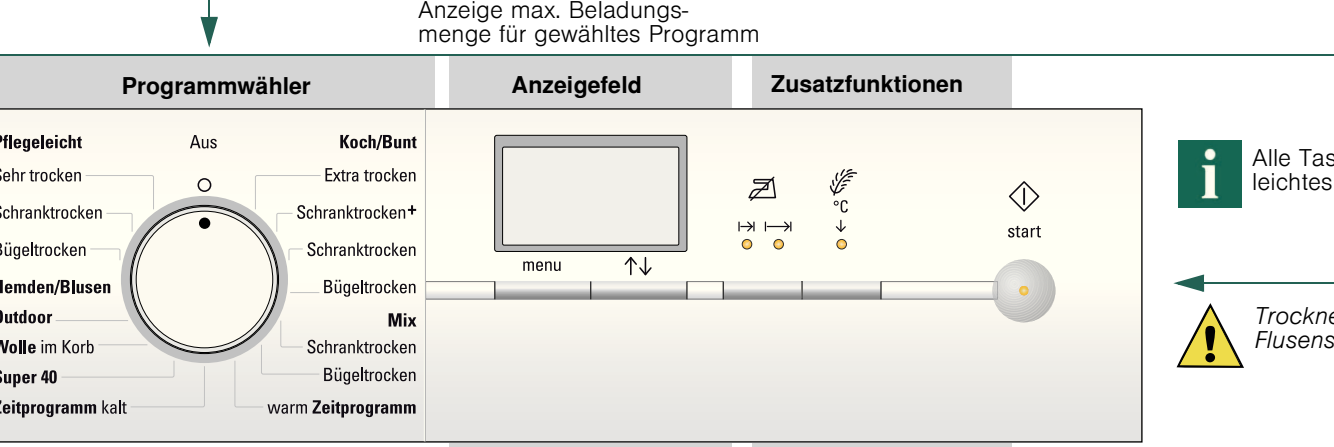 Anzeige max. Beladungs-
menge für gewähltes Programm
Programmwähler
Anzeigefeld
Zusatzfunktionen
Pflegeleicht
Aus
Koch/Bunt
Sehr trocken
Extra trocken
Schranktrocken
Schranktrocken+
Bügeltrocken
Schranktrocken
Hemden/Blusen
Bügeltrocken
Outdoor
Mix
Wolle im Korb
Schranktrocken
Super 40
Bügeltrocken
Zeitprogramm kalt
warm Zeitprogramm
menu
↑↓
°C
↓
start
i
Alle Tas
leichtes
!
Trockne
Flusens